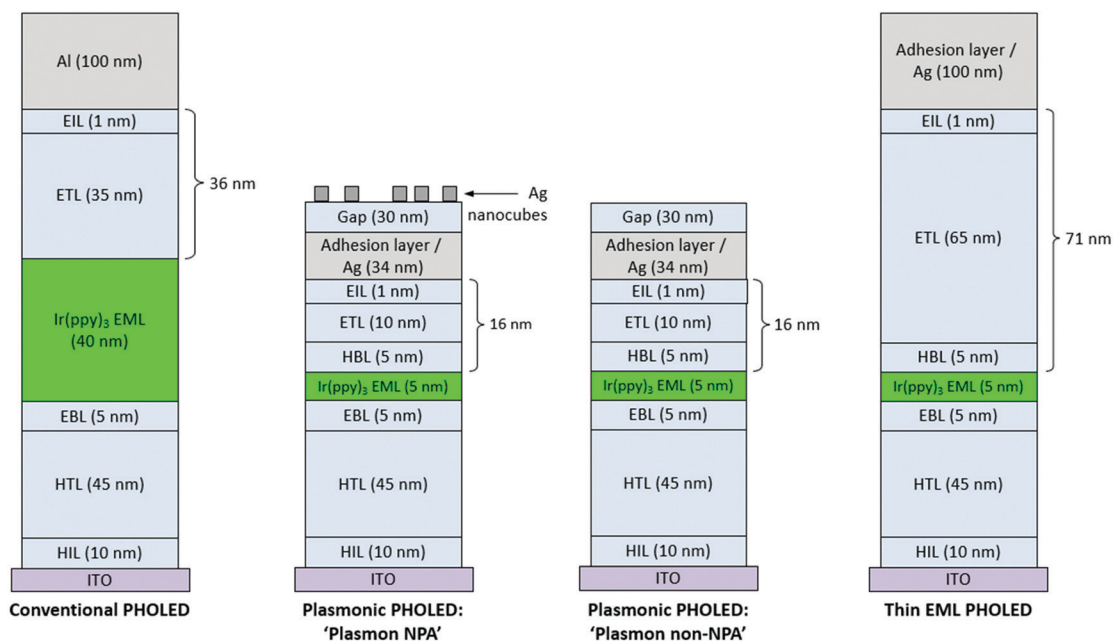 Al (100 nm)
EIL (1 nm)
ETL (35 nm)
36 nm
Ir(ppy)₃ EML
(40 nm)
EBL (5 nm)
HTL (45 nm)
HIL (10 nm)
ITO
Conventional PHOLED
Ag
nanocubes
Gap (30 nm)
Adhesion layer /
Ag (34 nm)
EIL (1 nm)
ETL (10 nm)
16 nm
HBL (5 nm)
Ir(ppy)₃ EML (5 nm)
EBL (5 nm)
HTL (45 nm)
HIL (10 nm)
ITO
Plasmonic PHOLED:
'Plasmon NPA'
Gap (30 nm)
Adhesion layer /
Ag (34 nm)
EIL (1 nm)
ETL (10 nm)
16 nm
HBL (5 nm)
Ir(ppy)₃ EML (5 nm)
EBL (5 nm)
HTL (45 nm)
HIL (10 nm)
ITO
Plasmonic PHOLED:
'Plasmon non-NPA'
Adhesion layer /
Ag (100 nm)
EIL (1 nm)
ETL (65 nm)
71 nm
HBL (5 nm)
Ir(ppy)₃ EML (5 nm)
EBL (5 nm)
HTL (45 nm)
HIL (10 nm)
ITO
Thin EML PHOLED